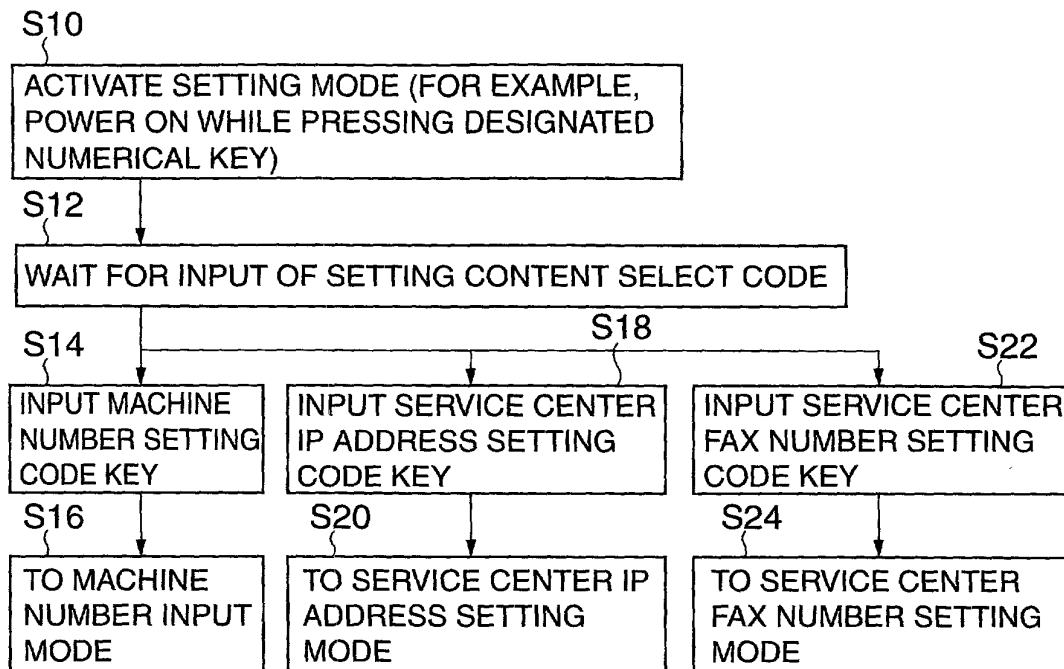 S10
ACTIVATE SETTING MODE (FOR EXAMPLE,
POWER ON WHILE PRESSING DESIGNATED
NUMERICAL KEY)
S12
WAIT FOR INPUT OF SETTING CONTENT SELECT CODE
S14
INPUT MACHINE
NUMBER SETTING
CODE KEY
S16
TO MACHINE
NUMBER INPUT
MODE
S18
INPUT SERVICE CENTER
IP ADDRESS SETTING
CODE KEY
S20
TO SERVICE CENTER IP
ADDRESS SETTING
MODE
S22
INPUT SERVICE CENTER
FAX NUMBER SETTING
CODE KEY
S24
TO SERVICE CENTER
FAX NUMBER SETTING
MODE